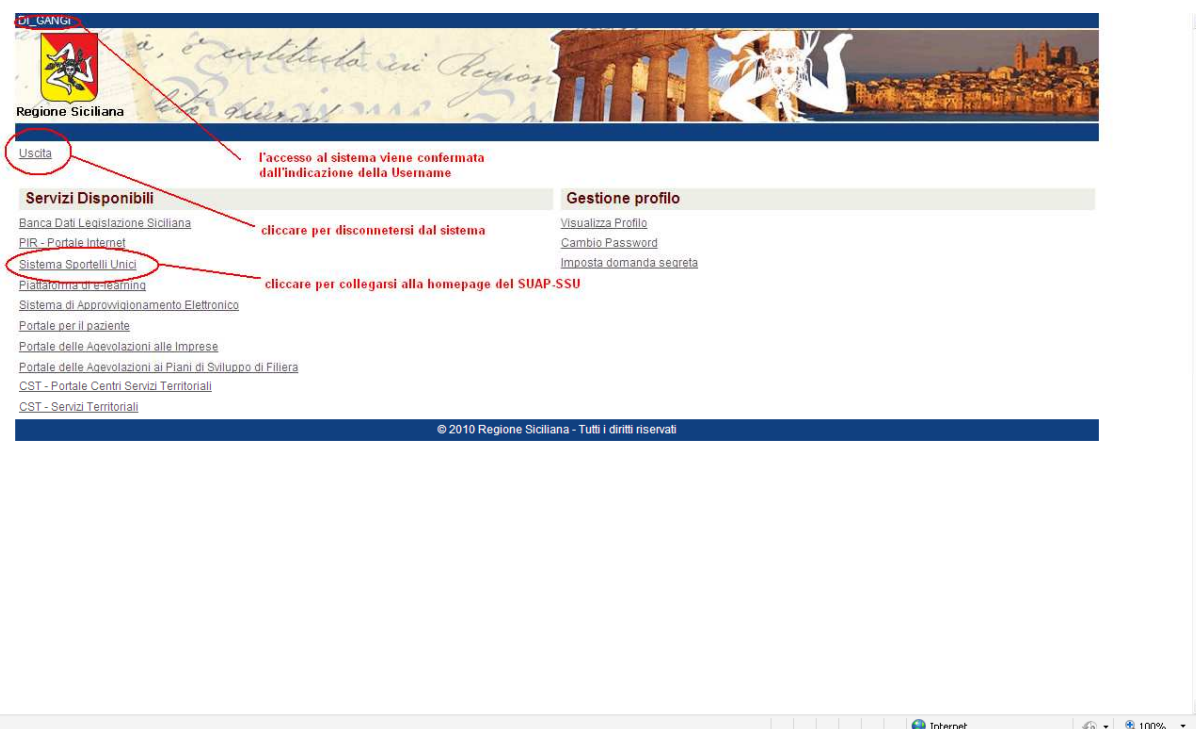 DI_GANGI
Regione Siciliana
Uscita
l'accesso al sistema viene confermata
dall'indicazione della Username
Servizi Disponibili
Gestione profilo
Banca Dati Legislazione Siciliana
Visualizza Profilo
cliccare per disconnetersi dal sistema
PIR - Portale Internet
Cambio Password
Sistema Sportelli Unici
Imposta domanda segreta
Piattaforma di e-learning
cliccare per collegarsi alla homepage del SUAP-SSU
Sistema di Approvvigionamento Elettronico
Portale per il paziente
Portale delle Agevolazioni alle Imprese
Portale delle Agevolazioni ai Piani di Sviluppo di Filiera
CST - Portale Centri Servizi Territoriali
CST - Servizi Territoriali
© 2010 Regione Siciliana - Tutti i diritti riservati
Internet
100%